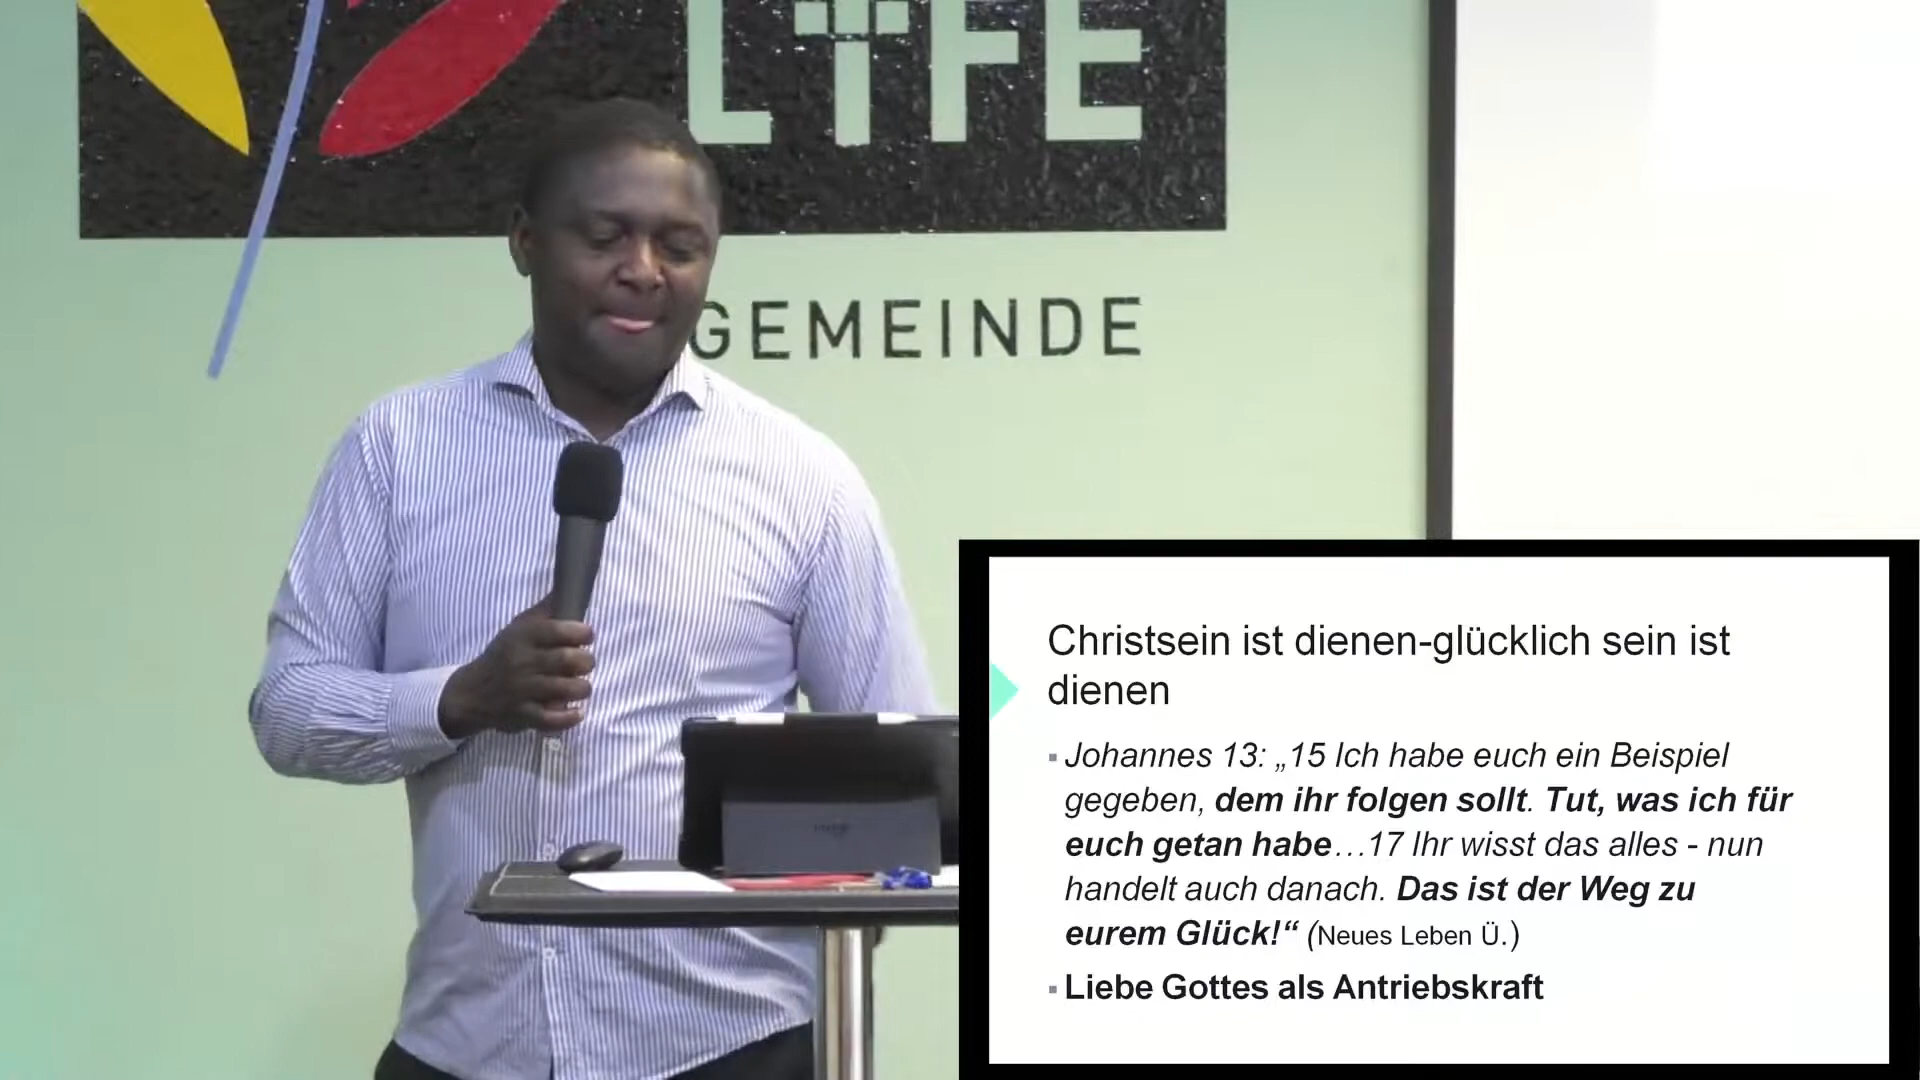 LIFE
GEMEINDE
Christsein ist dienen-glücklich sein ist
dienen
▪ Johannes 13: „15 Ich habe euch ein Beispiel
gegeben, dem ihr folgen sollt. Tut, was ich für
euch getan habe…17 Ihr wisst das alles - nun
handelt auch danach. Das ist der Weg zu
eurem Glück!“ (Neues Leben Ü.)
▪ Liebe Gottes als Antriebskraft